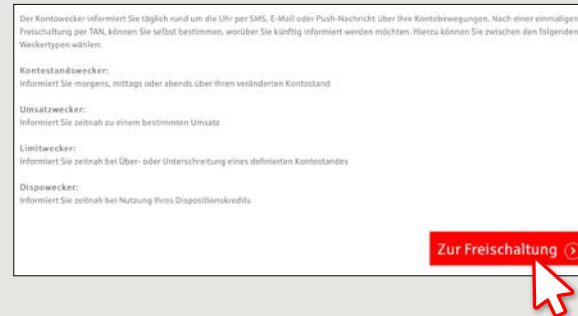 Der Kontowecker informiert Sie täglich rund um die Uhr per SMS, E-Mail oder Push-Nachricht über Ihre Kontobewegungen. Nach einer einmaligen
Freischaltung per TAN, können Sie selbst bestimmen, worüber Sie künftig informiert werden möchten. Hierzu können Sie zwischen den folgenden
Weckertypen wählen:
Kontostandswecker:
Informiert Sie morgens, mittags oder abends über Ihren veränderten Kontostand
Umsatzwecker:
Informiert Sie zeitnah zu einem bestimmten Umsatz
Limitwecker:
Informiert Sie zeitnah bei Über- oder Unterschreitung eines definierten Kontostandes
Dispowecker:
Informiert Sie zeitnah bei Nutzung Ihres Dispositionskredits
Zur Freischaltung